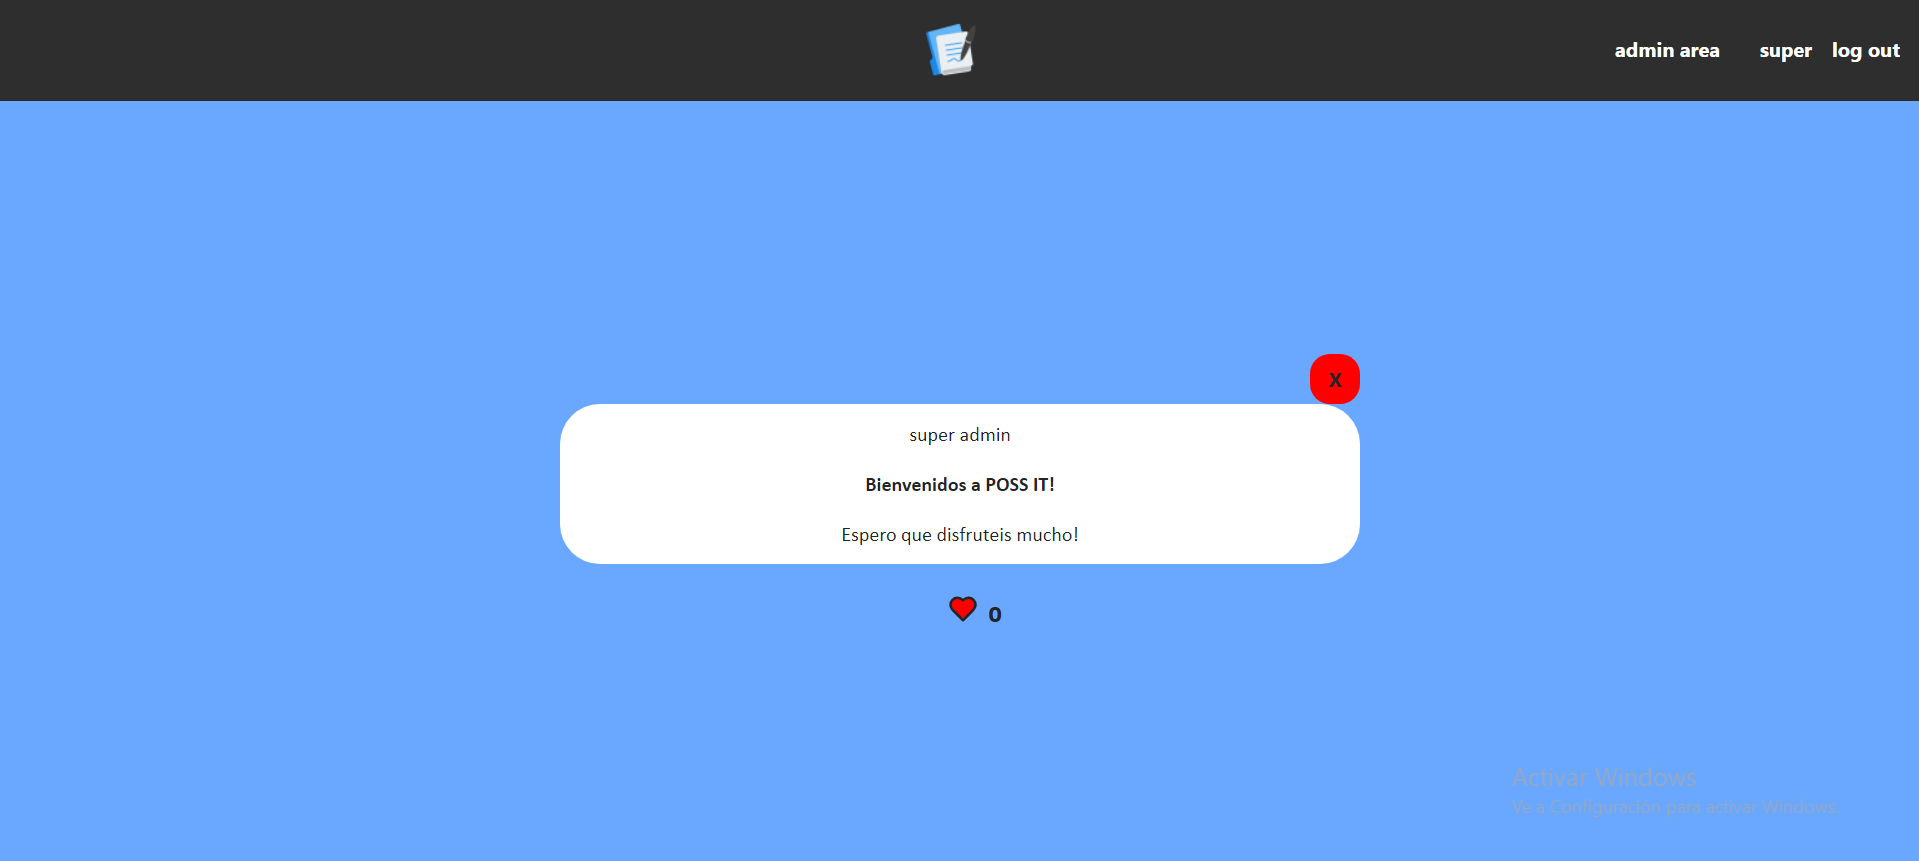 admin area super log out
X
super admin
Bienvenidos a POSS IT!
Espero que disfruteis mucho!
0
Activar Windows
Ve a Configuración para activar Windows.